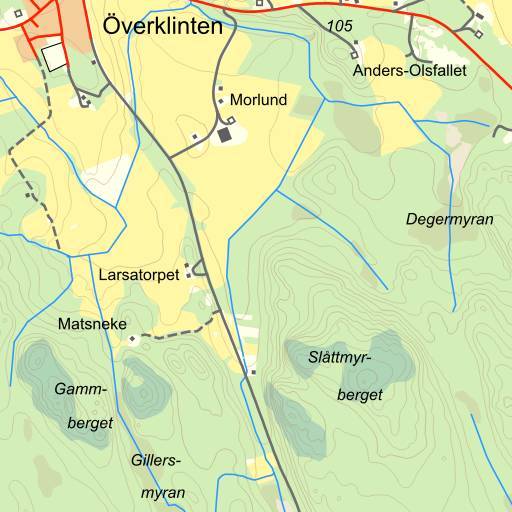 Överklinten
105
Anders-Olsfallet
Morlund
Degermyran
Larsatorpet
Matsneke
Slåttmyr-
berget
Gamm-
berget
Gillers-
myran